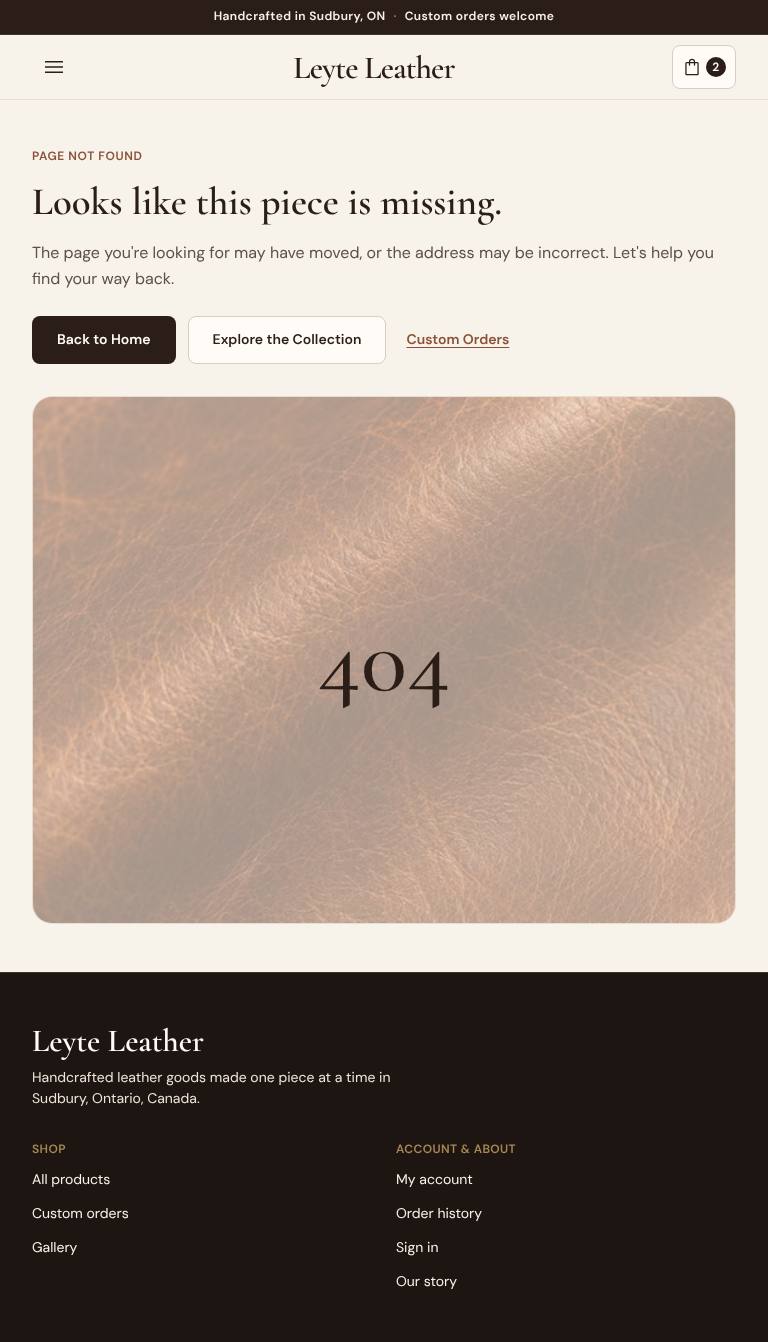 Handcrafted in Sudbury, ON · Custom orders welcome
Leyte Leather
2
PAGE NOT FOUND
Looks like this piece is missing.
The page you're looking for may have moved, or the address may be incorrect. Let's help you
find your way back.
Back to Home
Explore the Collection
Custom Orders
404
Leyte Leather
Handcrafted leather goods made one piece at a time in
Sudbury, Ontario, Canada.
SHOP
All products
Custom orders
Gallery
ACCOUNT & ABOUT
My account
Order history
Sign in
Our story